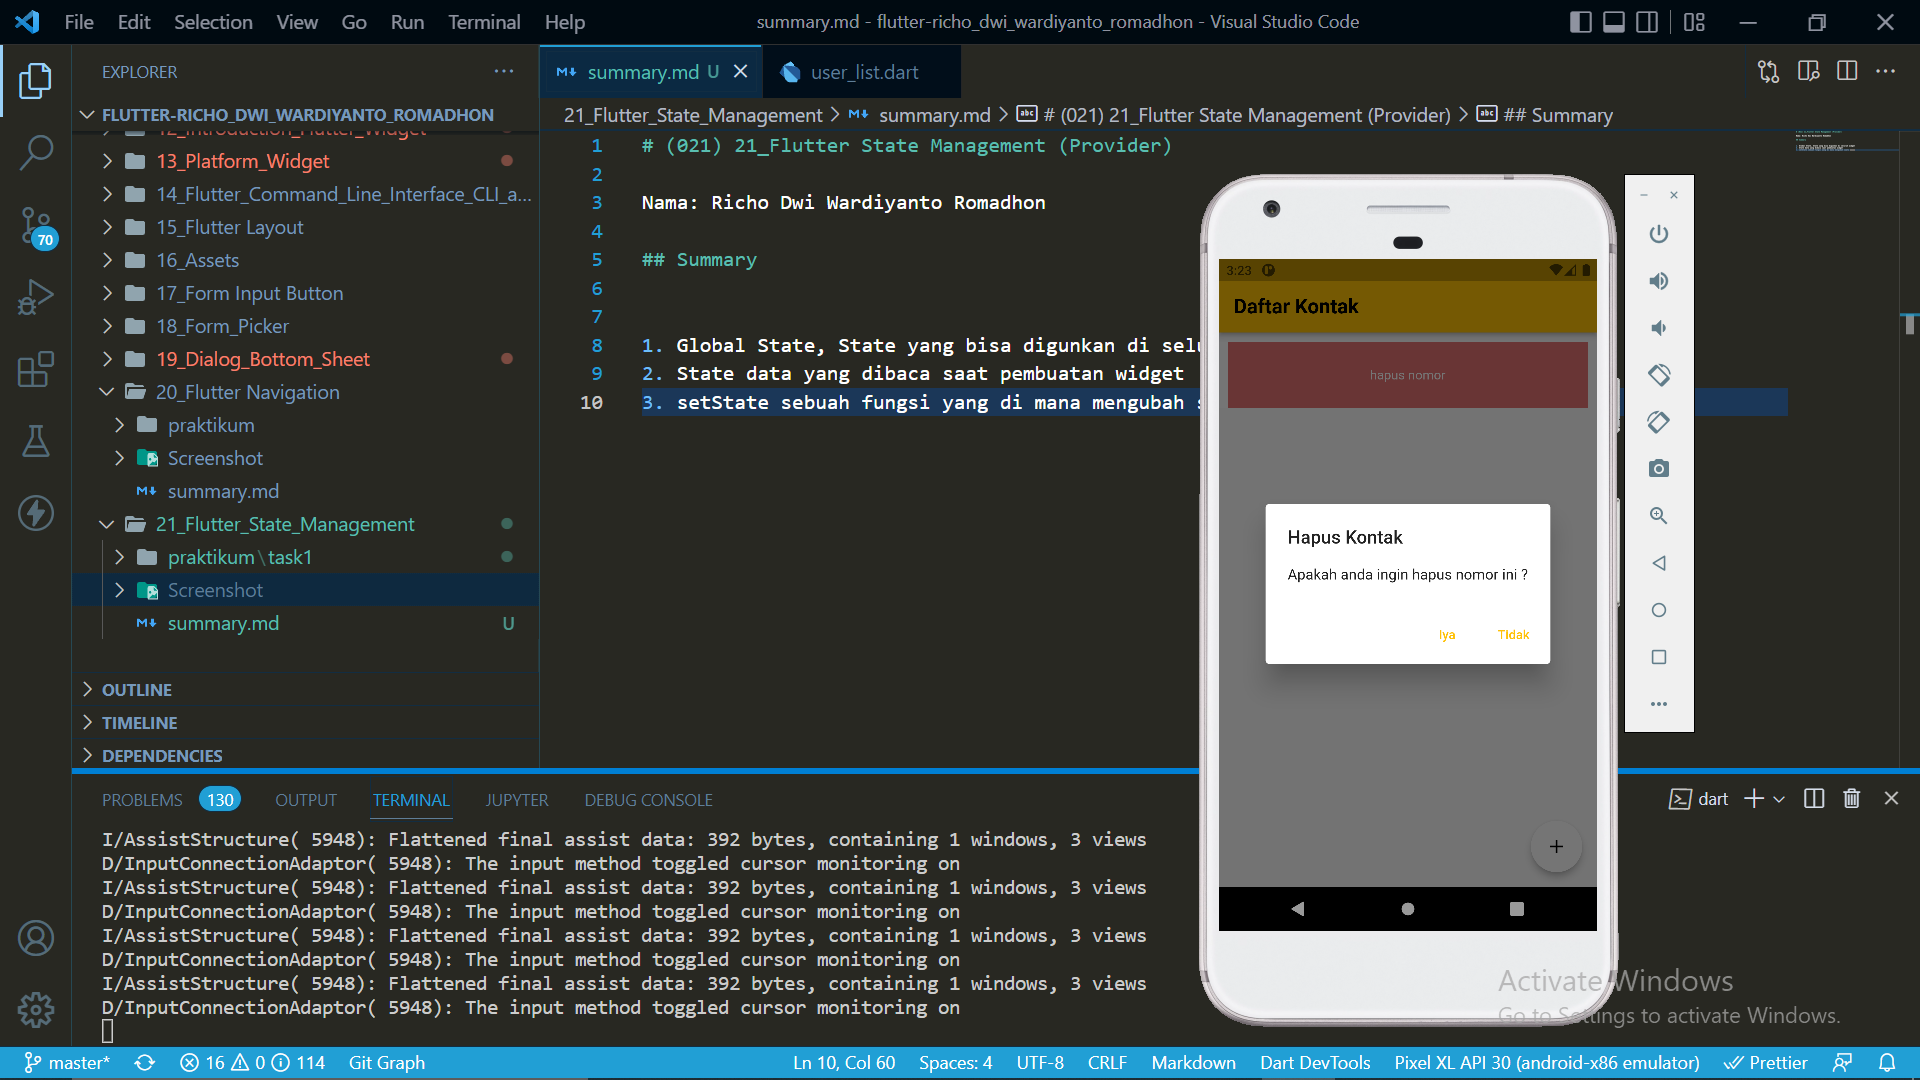 File Edit Selection View Go Run Terminal Help
summary.md - flutter-richo_dwi_wardiyanto_romadhon - Visual Studio Code
EXPLORER
summary.md U
user_list.dart
FLUTTER-RICHO_DWI_WARDIYANTO_ROMADHON
21_Flutter_State_Management > summary.md > # (021) 21_Flutter State Management (Provider) > ## Summary
12_Introduction_Flutter_Widget
13_Platform_Widget
14_Flutter_Command_Line_Interface_CLI_a...
15_Flutter Layout
16_Assets
17_Form Input Button
18_Form_Picker
19_Dialog_Bottom_Sheet
20_Flutter Navigation
praktikum
Screenshot
summary.md
21_Flutter_State_Management
praktikum\task1
Screenshot
summary.md U
OUTLINE
TIMELINE
DEPENDENCIES
70
1 # (021) 21_Flutter State Management (Provider)
2
3 Nama: Richo Dwi Wardiyanto Romadhon
4
5 ## Summary
6
7
8 1. Global State, State yang bisa digunkan di sel
9 2. State data yang dibaca saat pembuatan widget
10 3. setState sebuah fungsi yang di mana mengubah
3:23
Daftar Kontak
hapus nomor
Hapus Kontak
Apakah anda ingin hapus nomor ini ?
Iya Tidak
+
PROBLEMS 130 OUTPUT TERMINAL JUPYTER DEBUG CONSOLE
dart
I/AssistStructure( 5948): Flattened final assist data: 392 bytes, containing 1 windows, 3 views
D/InputConnectionAdaptor( 5948): The input method toggled cursor monitoring on
I/AssistStructure( 5948): Flattened final assist data: 392 bytes, containing 1 windows, 3 views
D/InputConnectionAdaptor( 5948): The input method toggled cursor monitoring on
I/AssistStructure( 5948): Flattened final assist data: 392 bytes, containing 1 windows, 3 views
D/InputConnectionAdaptor( 5948): The input method toggled cursor monitoring on
I/AssistStructure( 5948): Flattened final assist data: 392 bytes, containing 1 windows, 3 views
D/InputConnectionAdaptor( 5948): The input method toggled cursor monitoring on
Activate Windows
Go to Settings to activate Windows.
master* 16 0 114 Git Graph
Ln 10, Col 60 Spaces: 4 UTF-8 CRLF Markdown Dart DevTools Pixel XL API 30 (android-x86 emulator) Prettier